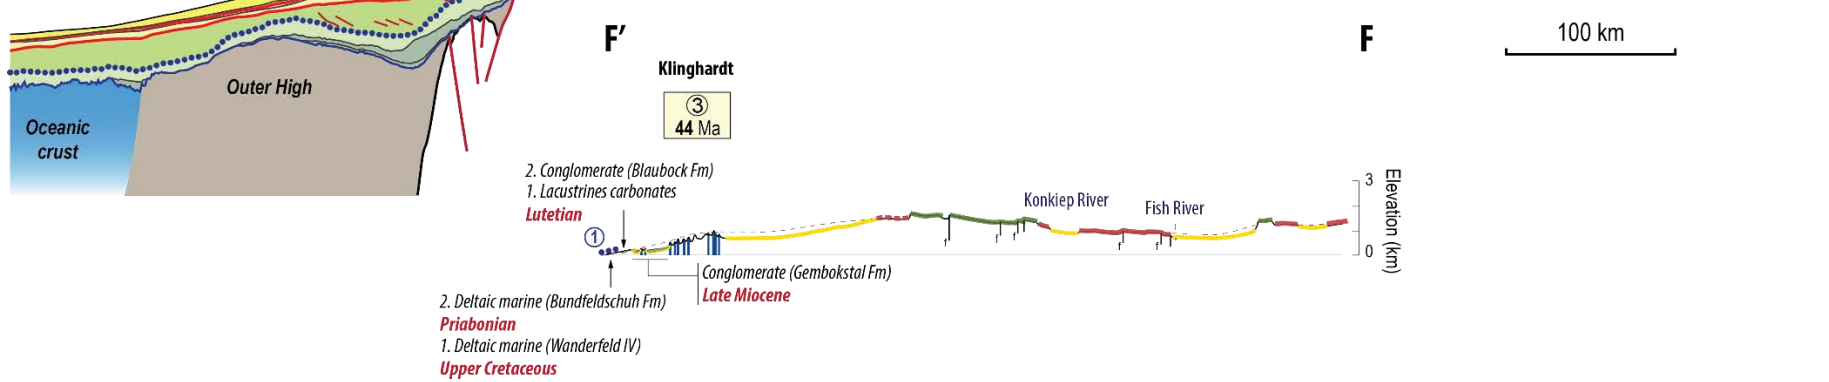 F’
F
100 km
Klinghardt
③
44 Ma
Outer High
Oceanic
crust
2. Conglomerate (Blaubock Fm)
1. Lacustrines carbonates
Lutetian
①
Konkiep River
Fish River
3
0
Elevation (km)
f
f
f
f
f
Conglomerate (Gembokstal Fm)
Late Miocene
2. Deltaic marine (Bundfeldschuh Fm)
Priabonian
1. Deltaic marine (Wanderfeld IV)
Upper Cretaceous